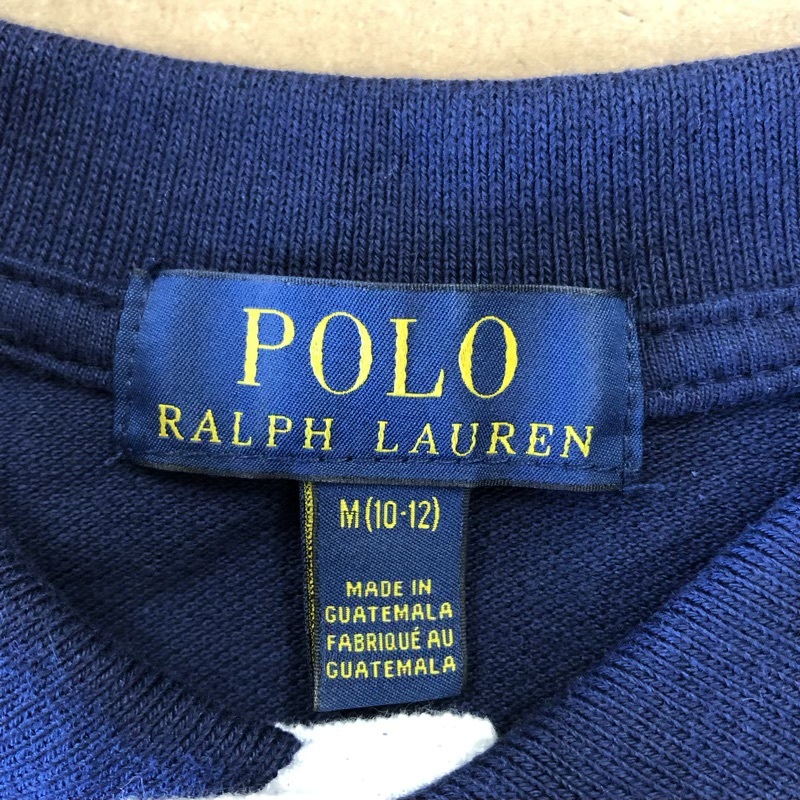 POLO
RALPH LAUREN
M(10-12)
MADE IN
GUATEMALA
FABRIQUÉ AU
GUATEMALA